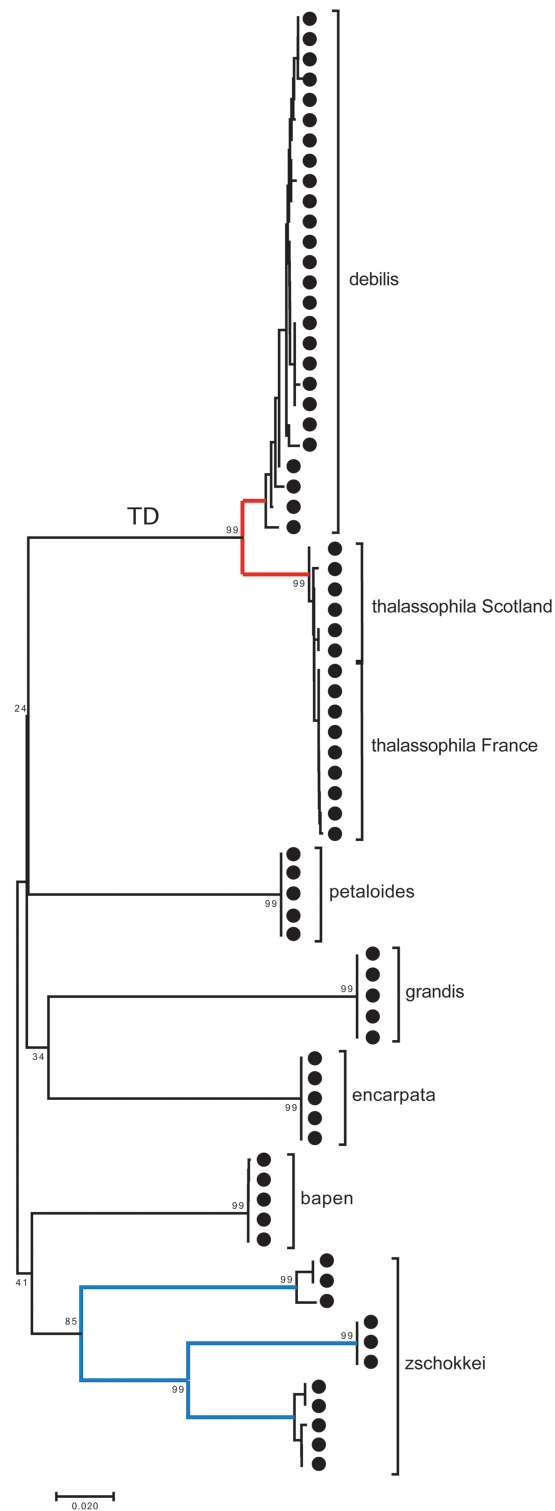 debilis
TD
99
99
thalassophila Scotland
24
thalassophila France
petaloides
99
99
grandis
34
encarpata
99
99
bapen
41
99
85
99
zschokkei
99
0.020